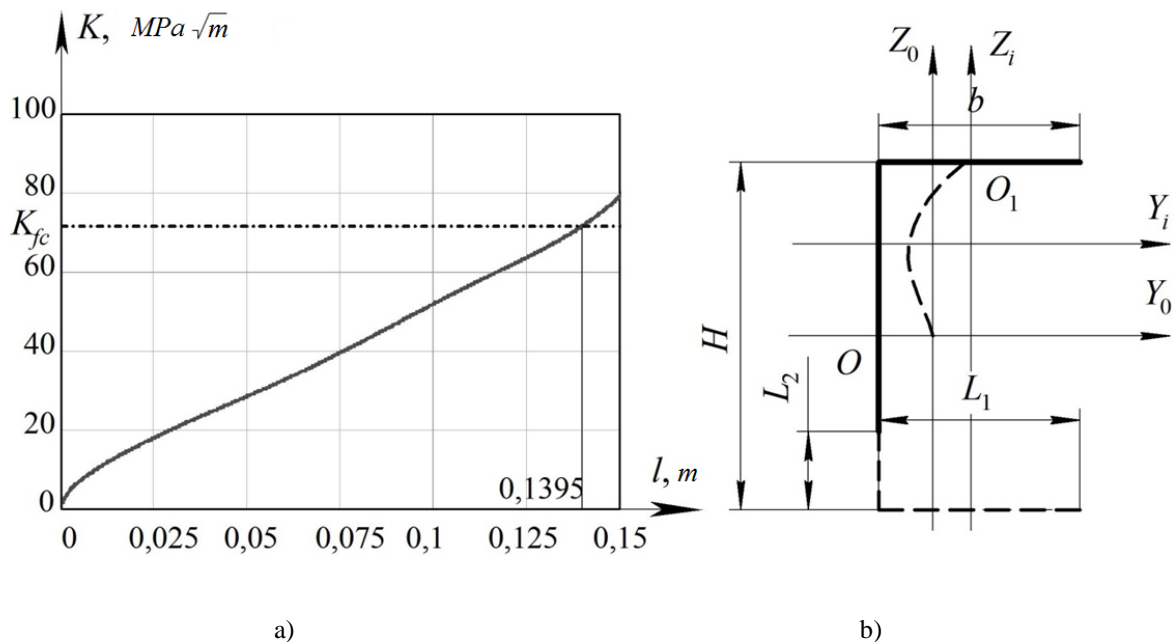 K, MPa √m
100
80
K_fc
60
40
20
0
0,1395
l, m
0 0,025 0,05 0,075 0,1 0,125 0,15
a)
Z_0 Z_i
b
O_1
Y_i
Y_0
H
O
L_2
L_1
b)